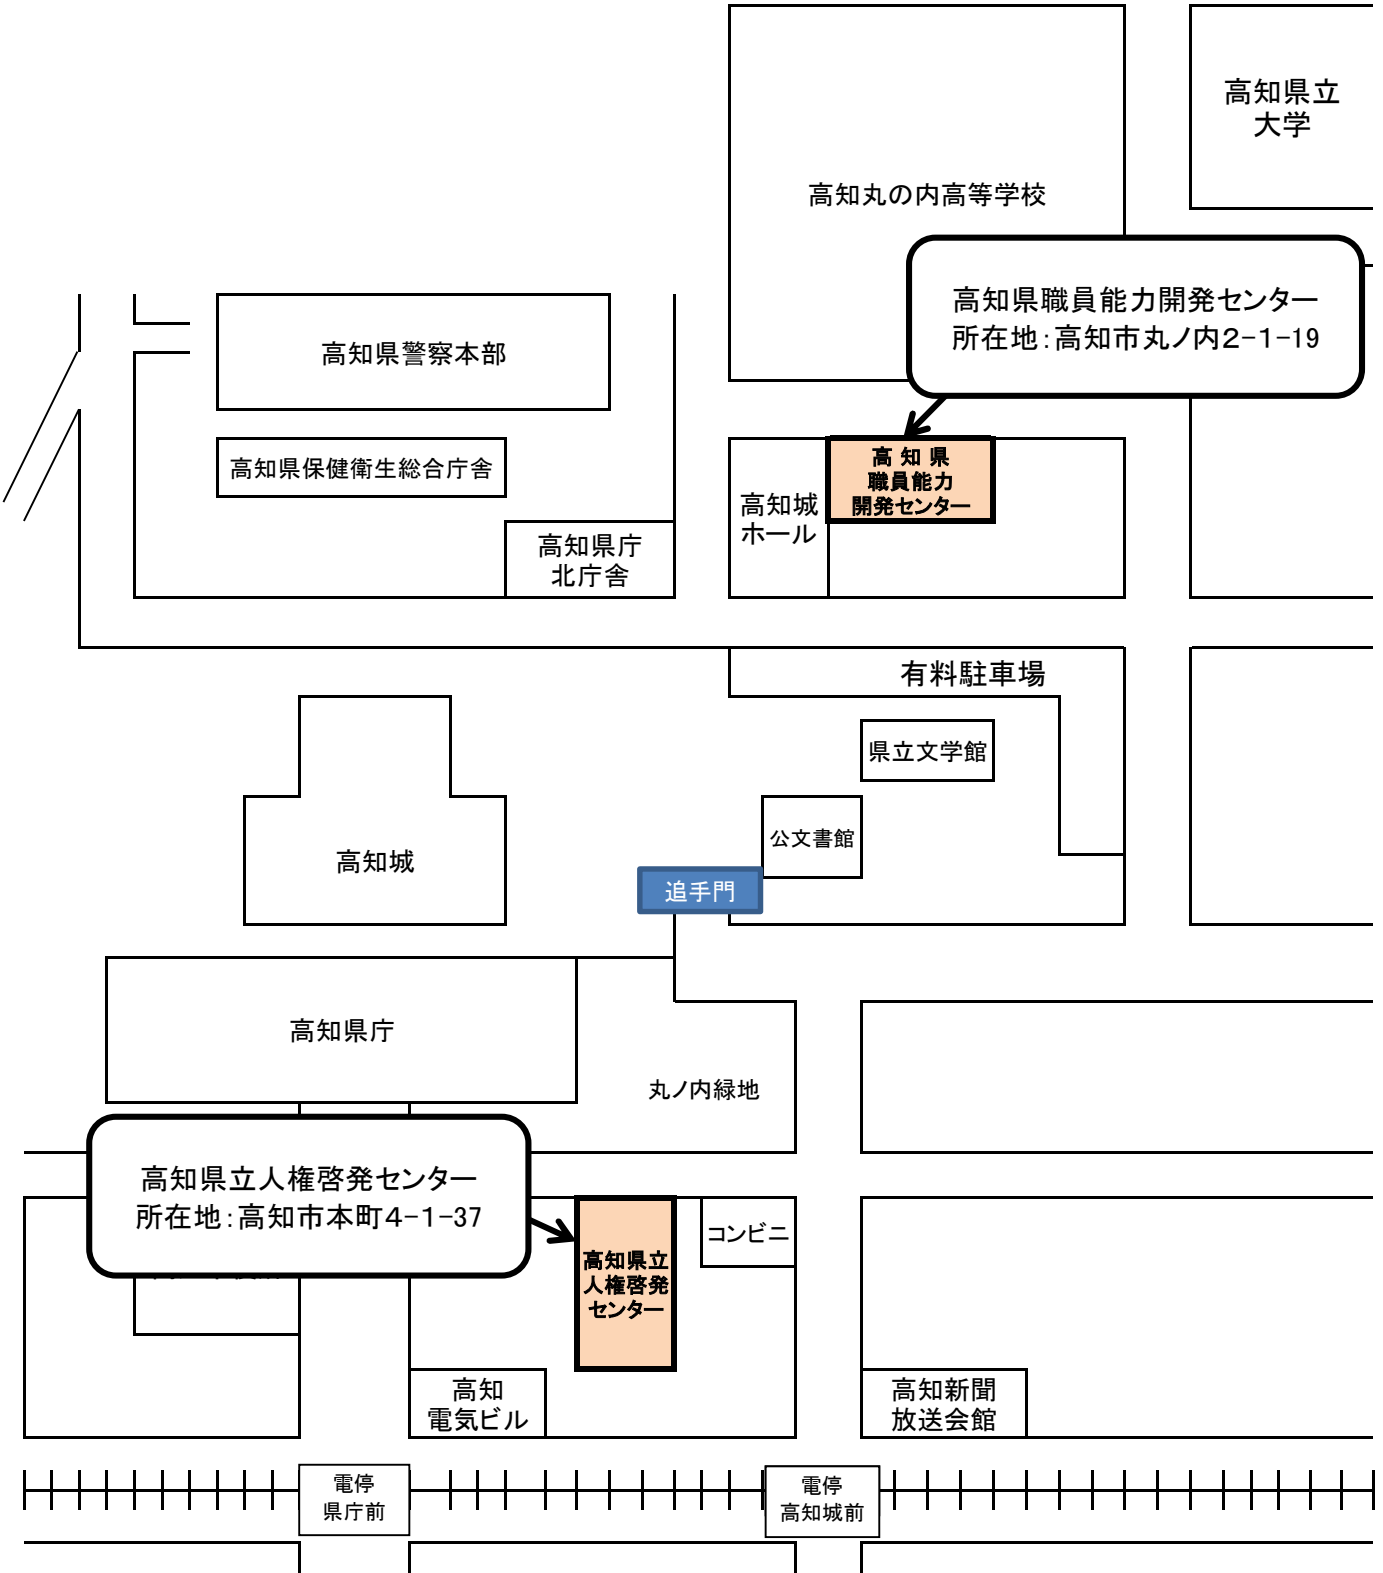 高知県立
大学
高知丸の内高等学校
高知県職員能力開発センター
所在地:高知市丸ノ内2-1-19
高知県警察本部
高知県保健衛生総合庁舎
高知県庁
北庁舎
高知城
ホール
高 知 県
職員能力
開発センター
有料駐車場
県立文学館
公文書館
追手門
高知城
高知県庁
丸ノ内緑地
高知県立人権啓発センター
所在地:高知市本町4-1-37
高知県立
人権啓発
センター
コンビニ
高知
電気ビル
高知新聞
放送会館
電停
県庁前
電停
高知城前